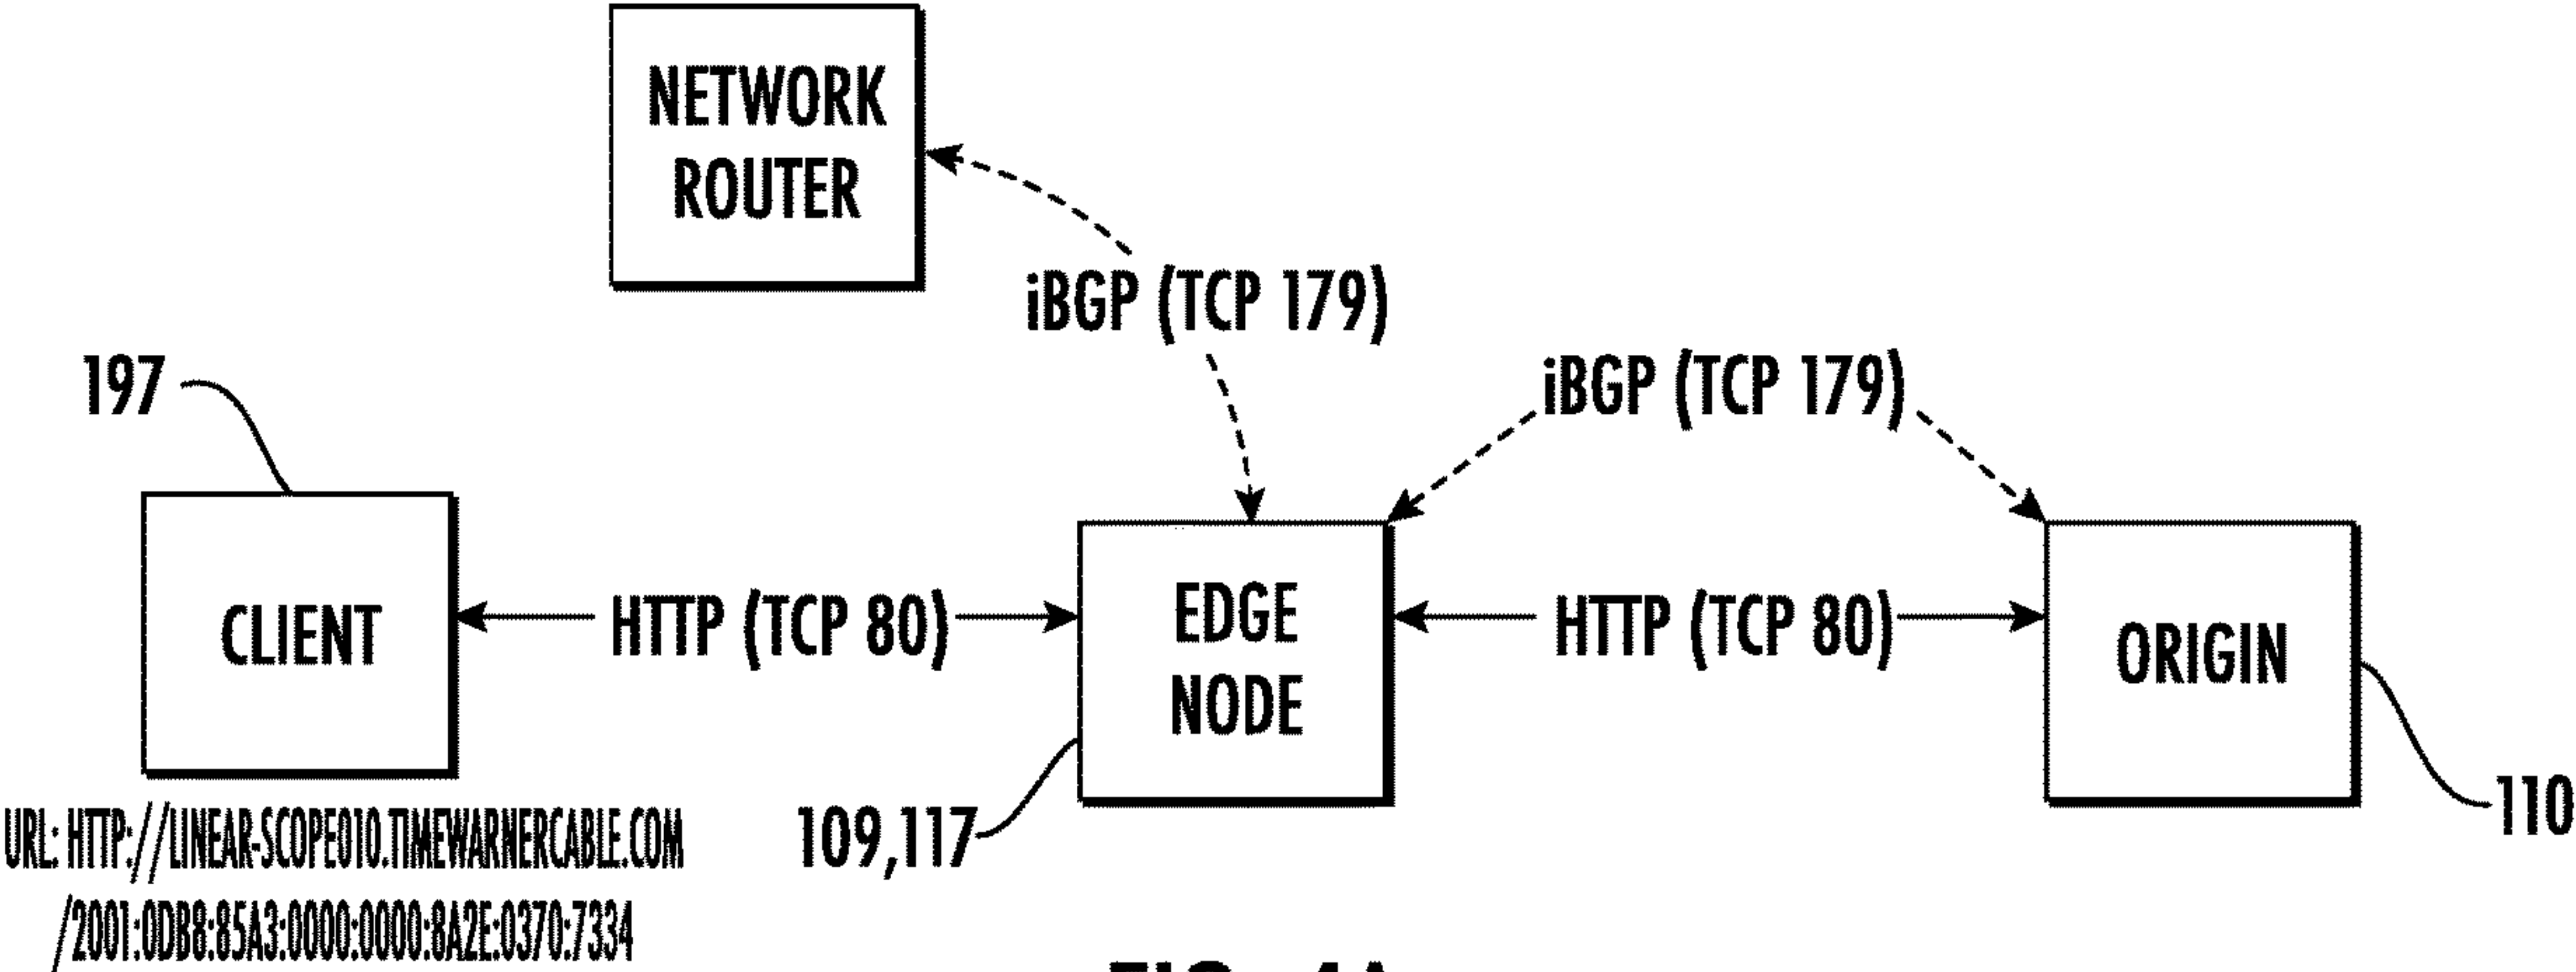 NETWORK
ROUTER
iBGP (TCP 179)
iBGP (TCP 179)
197
CLIENT
HTTP (TCP 80)
EDGE
NODE
HTTP (TCP 80)
ORIGIN
110
109,117
URL: HTTP://LINEAR-SCOPE010.TIMEWARNERCABLE.COM
/2001:0DB8:85A3:0000:0000:8A2E:0370:7334